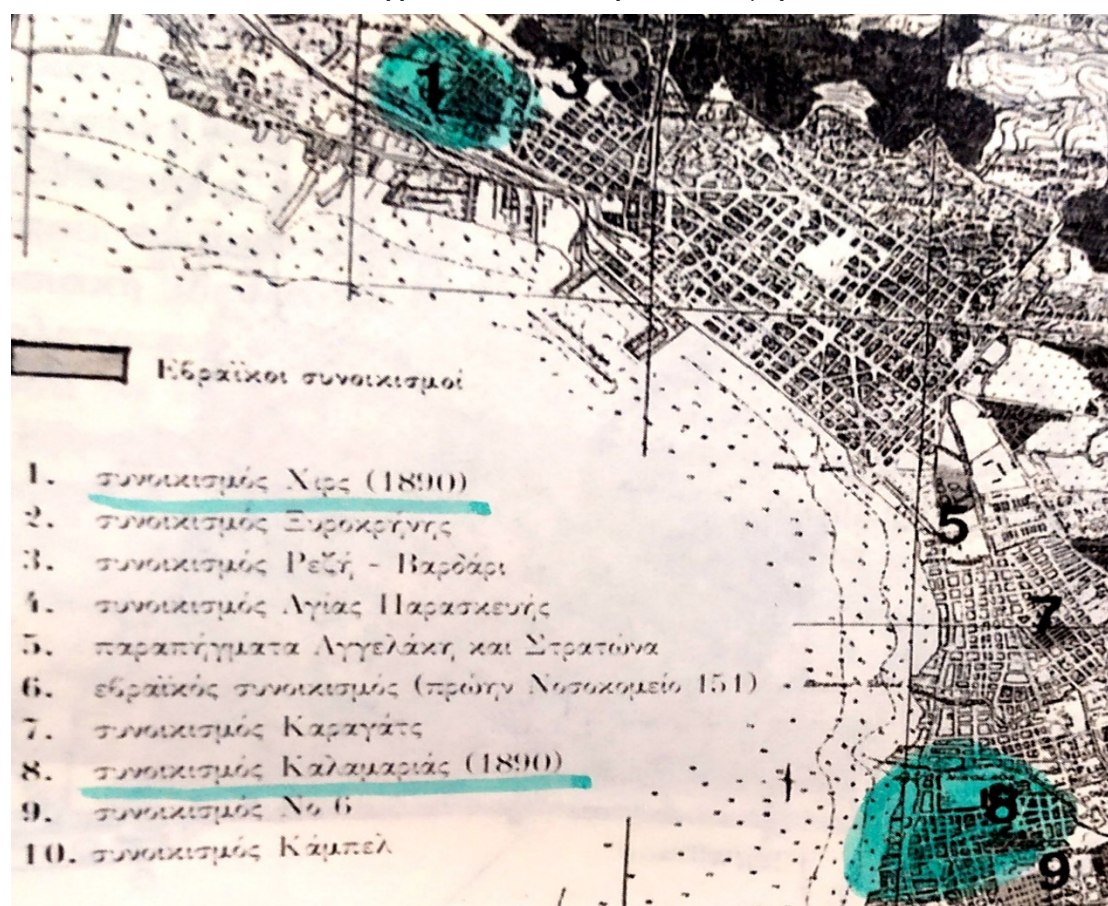 1
3
Εβραϊκοι συνοικισμοί
1. συνοικισμός Χιρς (1890)
2. συνοικισμός Ξυροκρήνης
3. συνοικισμός Ρεζή - Βαρδάρι
4. συνοικισμός Αγίας Παρασκευής
5. παραπήγματα Αγγελάκη και Στρατώνα
6. εβραϊκός συνοικισμός (πρώην Νοσοκομείο 151)
7. συνοικισμός Καραγάτς
8. συνοικισμός Καλαμαριάς (1890)
9. συνοικισμός Νο 6
10. συνοικισμός Κάμπελ
5
7
8
9